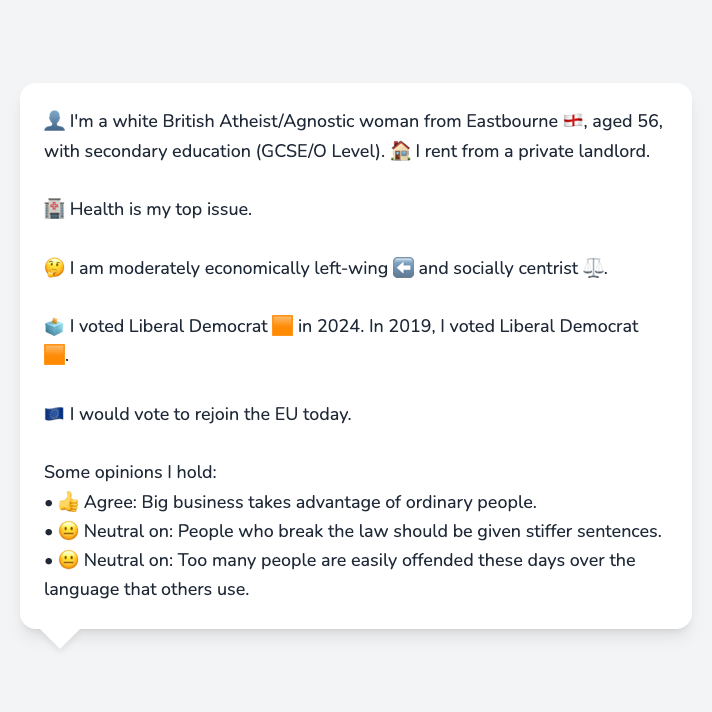 👤 I'm a white British Atheist/Agnostic woman from Eastbourne 🏴󠁧󠁢󠁥󠁮󠁧󠁿, aged 56,
with secondary education (GCSE/O Level). 🏠 I rent from a private landlord.
🏥 Health is my top issue.
🤔 I am moderately economically left-wing ⬅️ and socially centrist ⚖️.
🗳️ I voted Liberal Democrat 🟧 in 2024. In 2019, I voted Liberal Democrat
🟧.
🇪🇺 I would vote to rejoin the EU today.
Some opinions I hold:
• 👍 Agree: Big business takes advantage of ordinary people.
• 😐 Neutral on: People who break the law should be given stiffer sentences.
• 😐 Neutral on: Too many people are easily offended these days over the
language that others use.